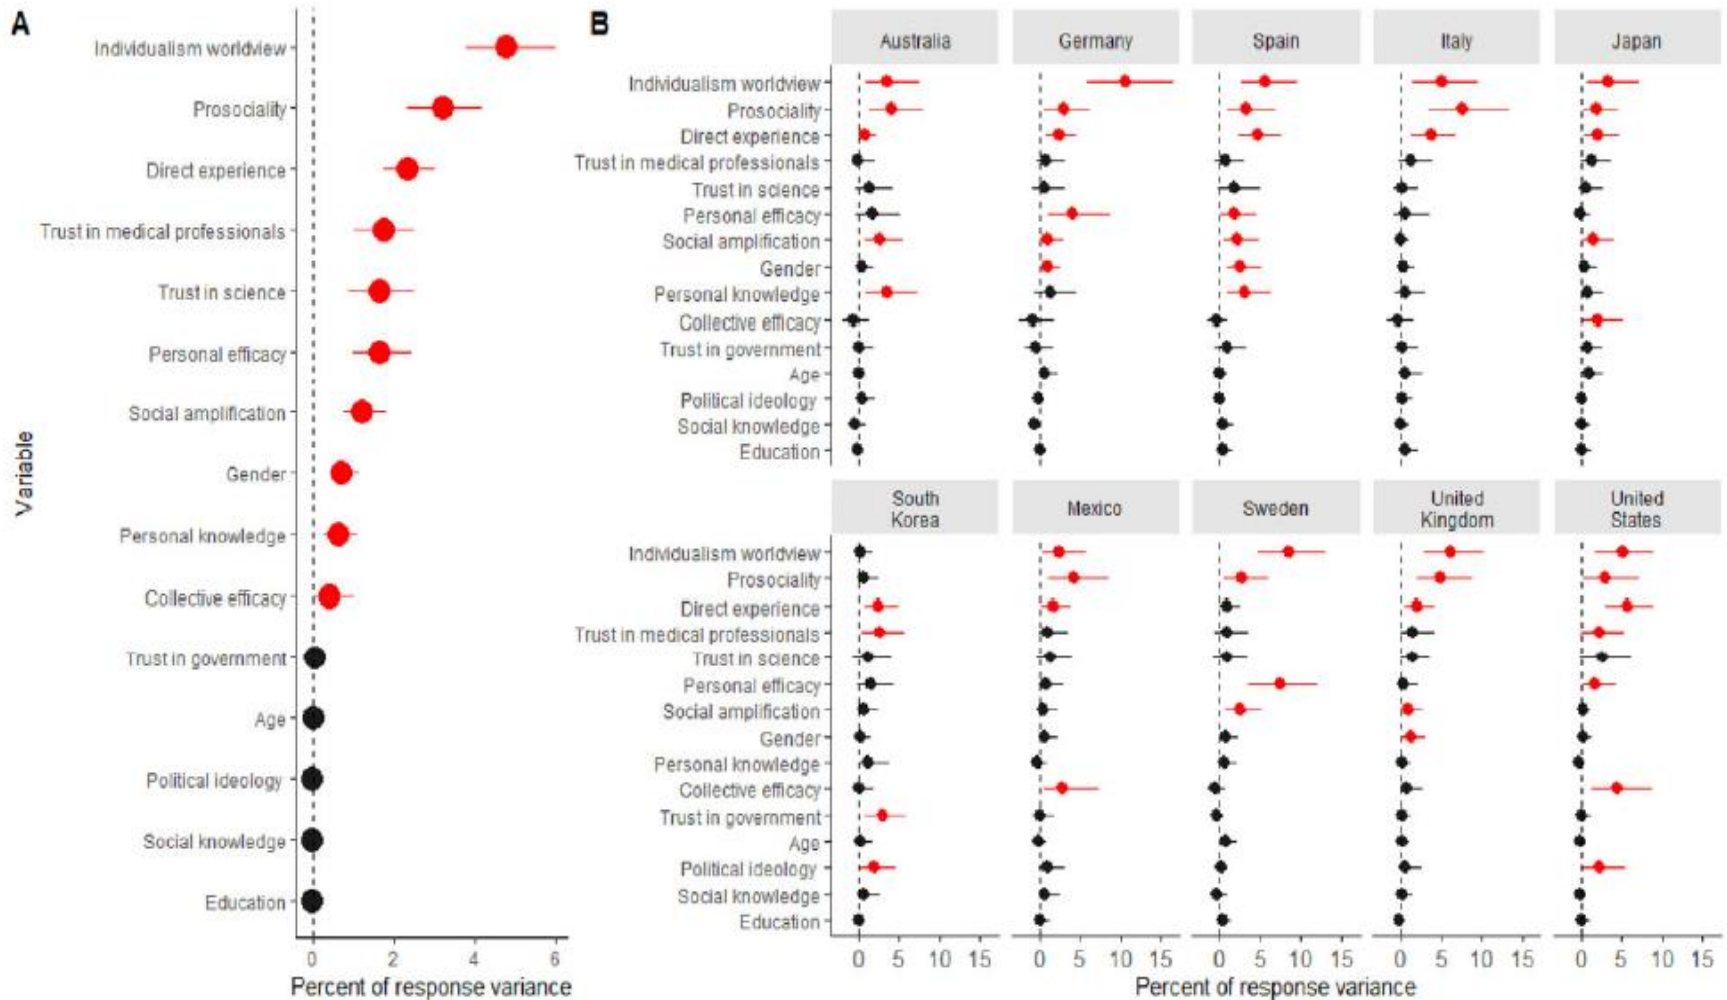 A
Variable
Individualism worldview
Prosociality
Direct experience
Trust in medical professionals
Trust in science
Personal efficacy
Social amplification
Gender
Personal knowledge
Collective efficacy
Trust in government
Age
Political ideology
Social knowledge
Education
0 2 4 6
Percent of response variance
B
Australia Germany Spain Italy Japan
Individualism worldview
Prosociality
Direct experience
Trust in medical professionals
Trust in science
Personal efficacy
Social amplification
Gender
Personal knowledge
Collective efficacy
Trust in government
Age
Political ideology
Social knowledge
Education
South Korea
Mexico
Sweden
United Kingdom
United States
Individualism worldview
Prosociality
Direct experience
Trust in medical professionals
Trust in science
Personal efficacy
Social amplification
Gender
Personal knowledge
Collective efficacy
Trust in government
Age
Political ideology
Social knowledge
Education
0 5 10 15 0 5 10 15 0 5 10 15 0 5 10 15 0 5 10 15
Percent of response variance